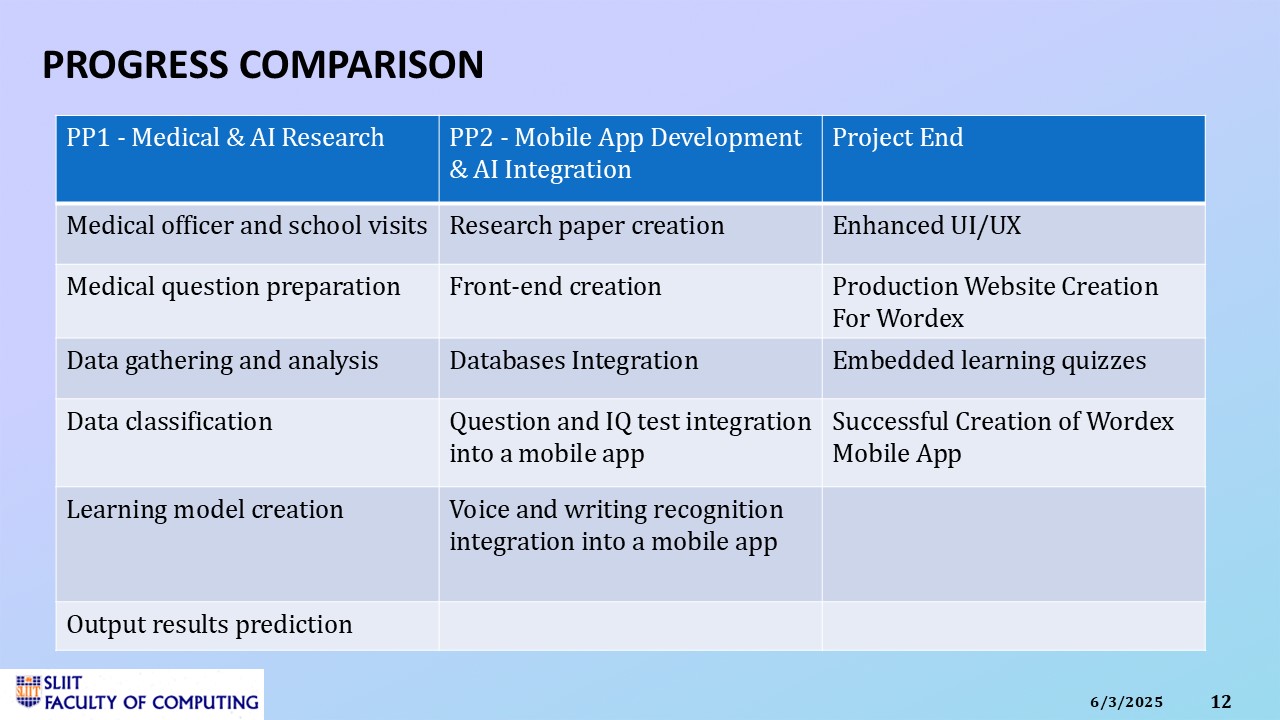 PROGRESS COMPARISON
PP1 - Medical & AI Research
PP2 - Mobile App Development
& AI Integration
Project End
Medical officer and school visits
Research paper creation
Enhanced UI/UX
Medical question preparation
Front-end creation
Production Website Creation
For Wordex
Data gathering and analysis
Databases Integration
Embedded learning quizzes
Data classification
Question and IQ test integration
into a mobile app
Successful Creation of Wordex
Mobile App
Learning model creation
Voice and writing recognition
integration into a mobile app
Output results prediction
SLIIT
SLIIT
FACULTY OF COMPUTING
6/3/2025
12